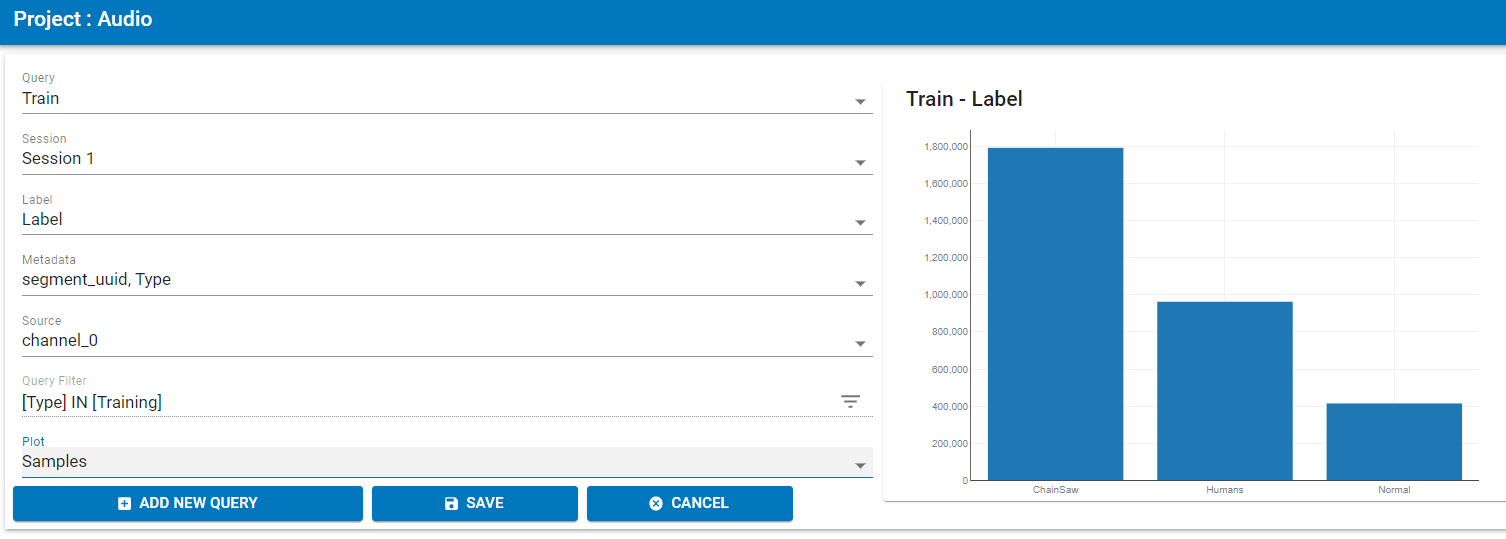 Project : Audio
Query
Train
Session
Session 1
Label
Label
Metadata
segment_uuid, Type
Source
channel_0
Query Filter
[Type] IN [Training]
Plot
Samples
ADD NEW QUERY
SAVE
CANCEL
Train - Label
1,800,000
1,600,000
1,400,000
1,200,000
1,000,000
800,000
600,000
400,000
200,000
0
ChainSaw Humans Normal